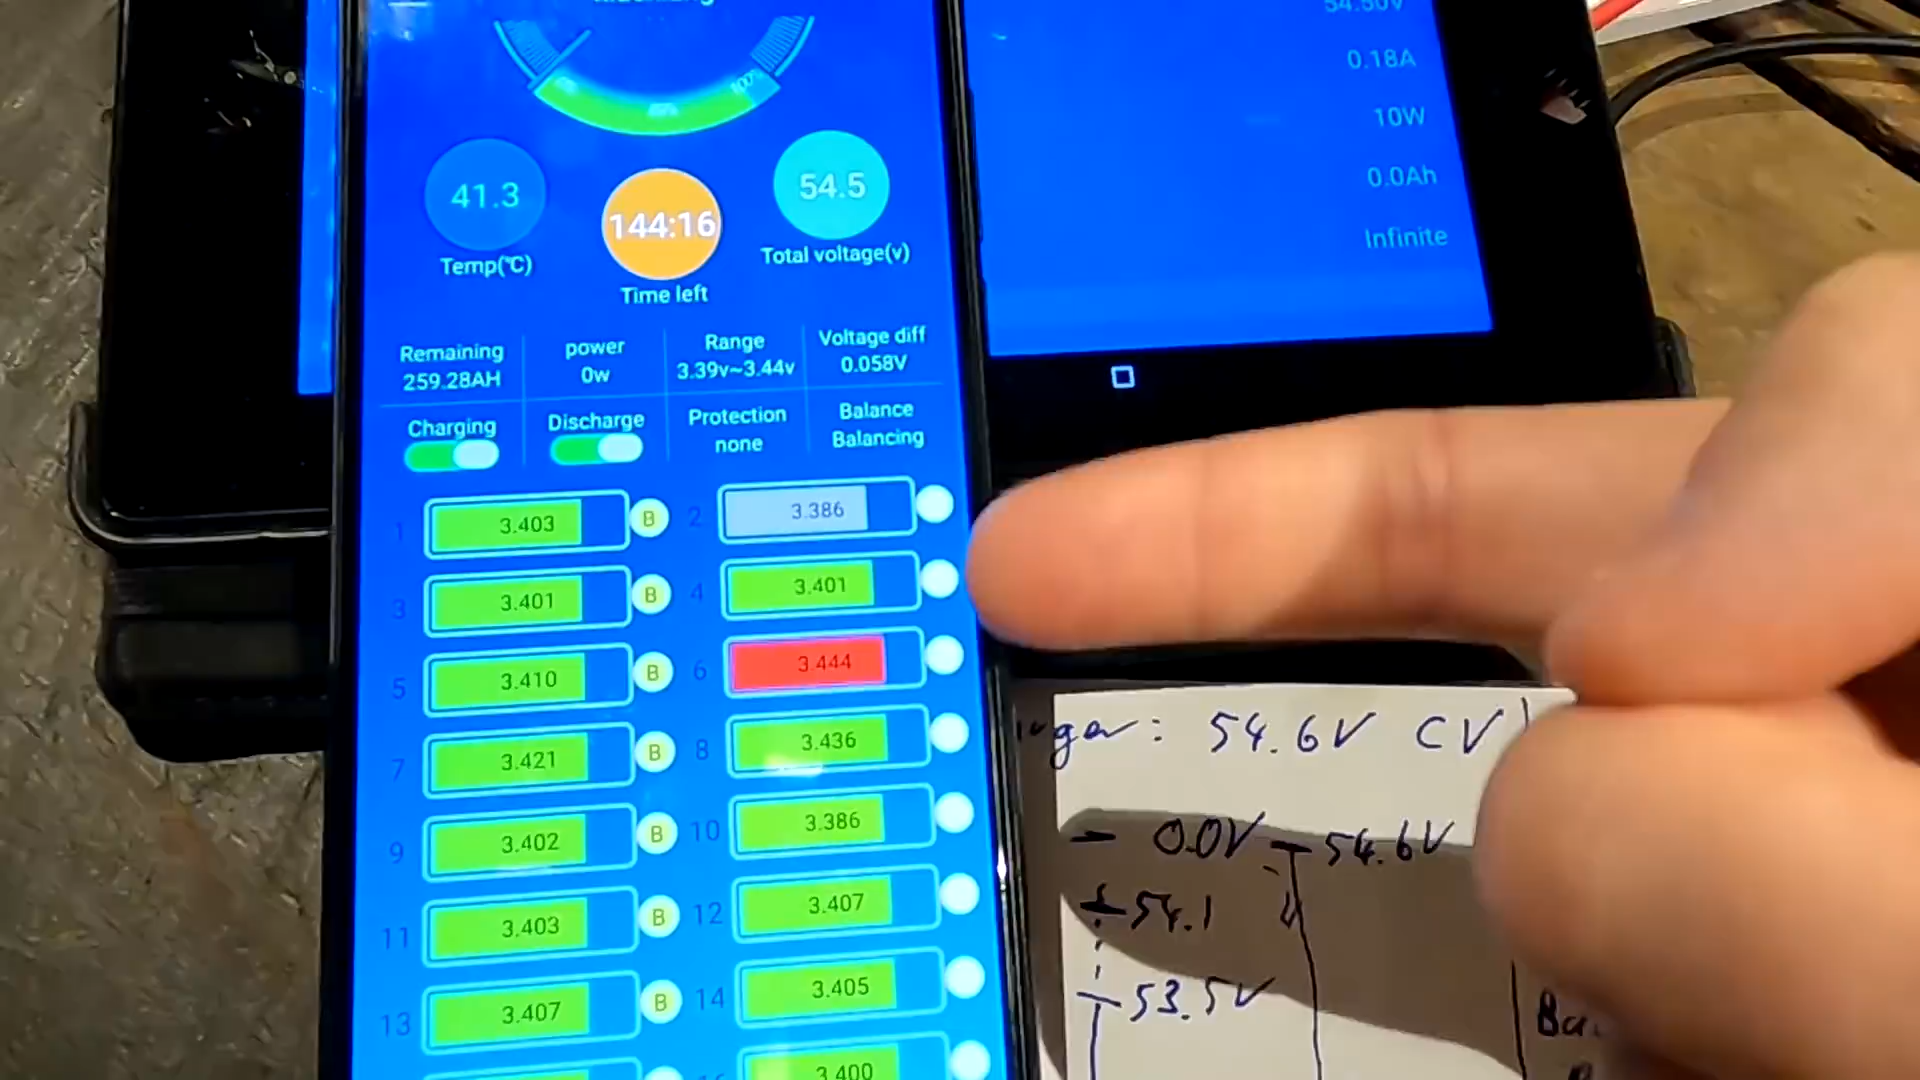 0.18A
10W
0.0Ah
Infinite
100%
41.3
144:16
54.5
Temp(℃)
Time left
Total voltage(v)
Remaining
259.28AH
power
0w
Range
3.39v~3.44v
Voltage diff
0.058V
Charging
Discharge
Protection
none
Balance
Balancing
1 3.403 B 2 3.386
3 3.401 B 4 3.401
5 3.410 B 6 3.444
7 3.421 B 8 3.436
9 3.402 B 10 3.386
11 3.403 B 12 3.407
13 3.407 B 14 3.405
3.400
54.6V CV
0.0V 54.6V
54.1
53.5V